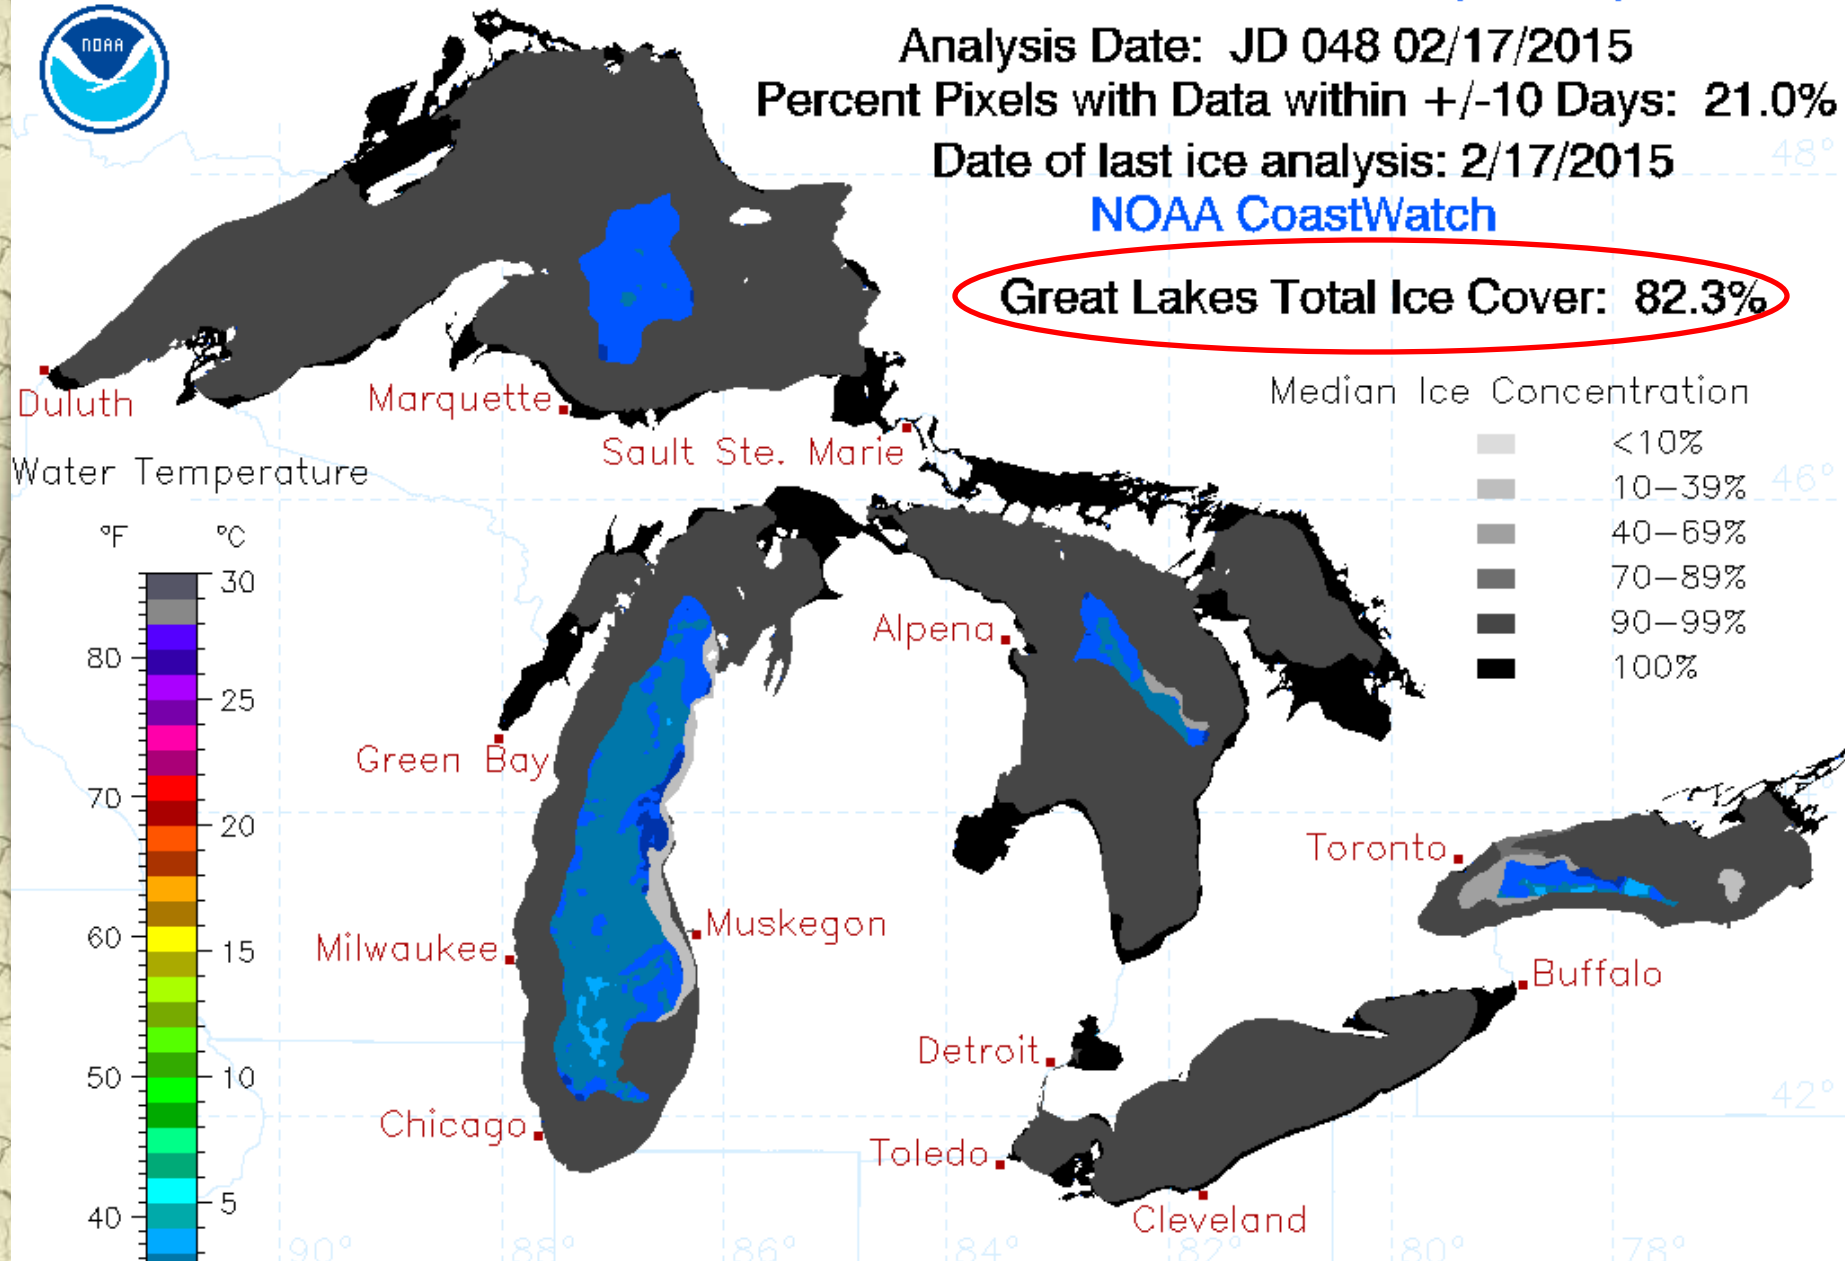 NOAA
Analysis Date: JD 048 02/17/2015
Percent Pixels with Data within +/-10 Days: 21.0%
Date of last ice analysis: 2/17/2015
48°
NOAA CoastWatch
Great Lakes Total Ice Cover: 82.3%
Median Ice Concentration
<10%
10-39%
46°
40-69%
70-89%
90-99%
100%
Duluth
Marquette
Sault Ste. Marie
Water Temperature
°F °C
30
80
25
70
20
60
15
50
10
40
5
Alpena
Green Bay
Toronto
Muskegon
Milwaukee
Buffalo
Detroit
42°
Chicago
Toledo
Cleveland
90° 88° 86° 84° 82° 80° 78°